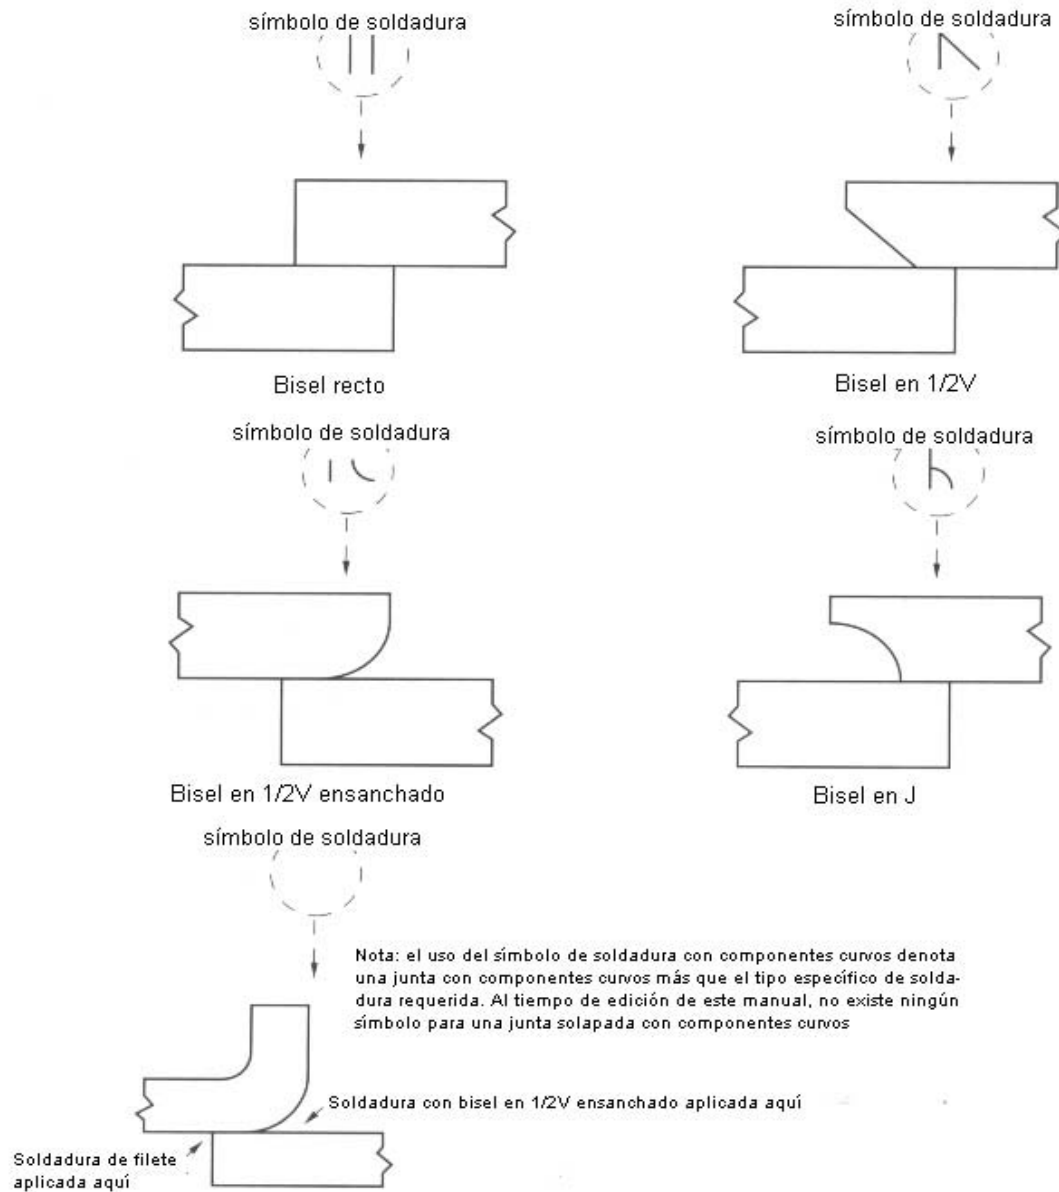 símbolo de soldadura
símbolo de soldadura
Bisel recto
Bisel en 1/2V
símbolo de soldadura
símbolo de soldadura
Bisel en 1/2V ensanchado
Bisel en J
símbolo de soldadura
Nota: el uso del símbolo de soldadura con componentes curvos denota
una junta con componentes curvos más que el tipo específico de solda-
dura requerida. Al tiempo de edición de este manual, no existe ningún
símbolo para una junta solapada con componentes curvos
Soldadura con bisel en 1/2V ensanchado aplicada aquí
Soldadura de filete
aplicada aquí